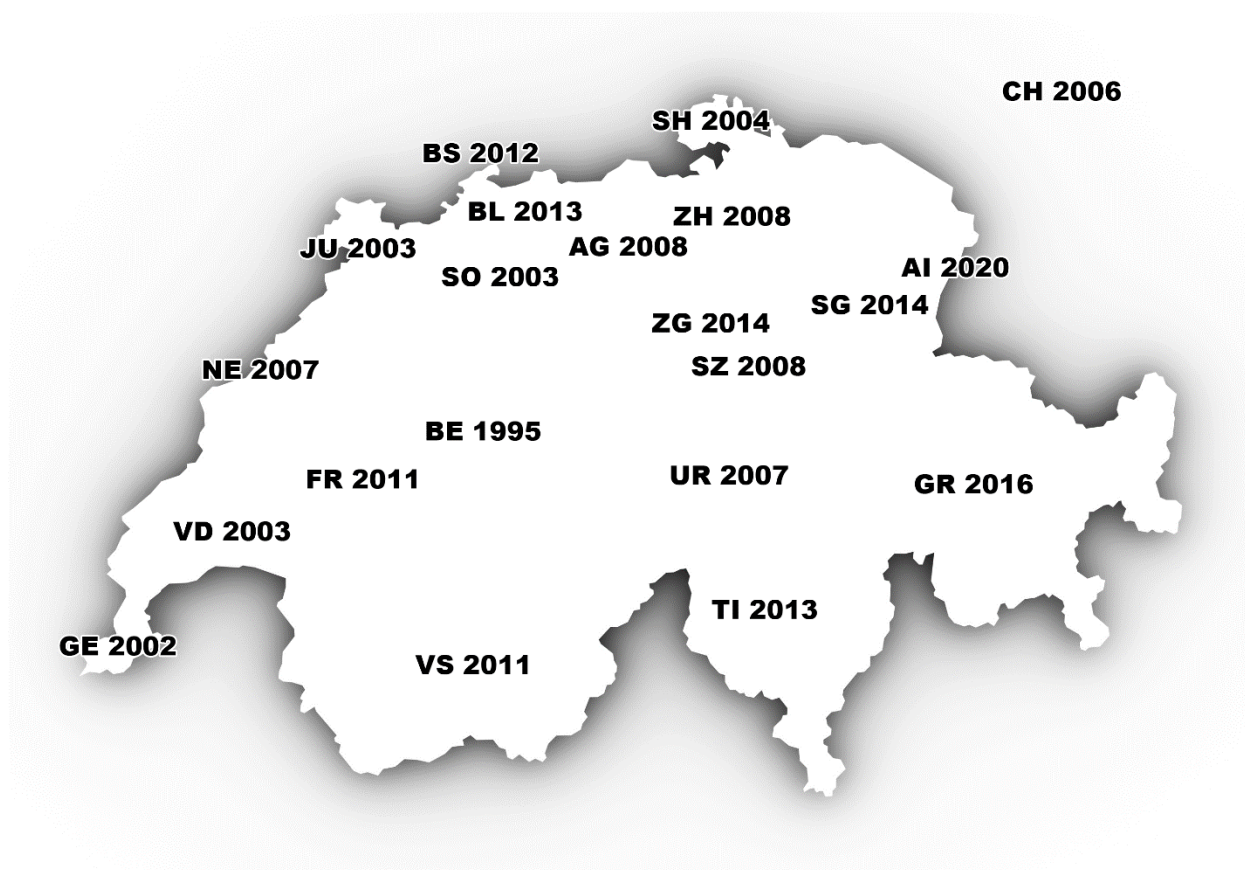 CH 2006
SH 2004
BS 2012
BL 2013
ZH 2008
JU 2003
AG 2008
AI 2020
SO 2003
SG 2014
ZG 2014
NE 2007
SZ 2008
BE 1995
FR 2011
UR 2007
GR 2016
VD 2003
TI 2013
GE 2002
VS 2011